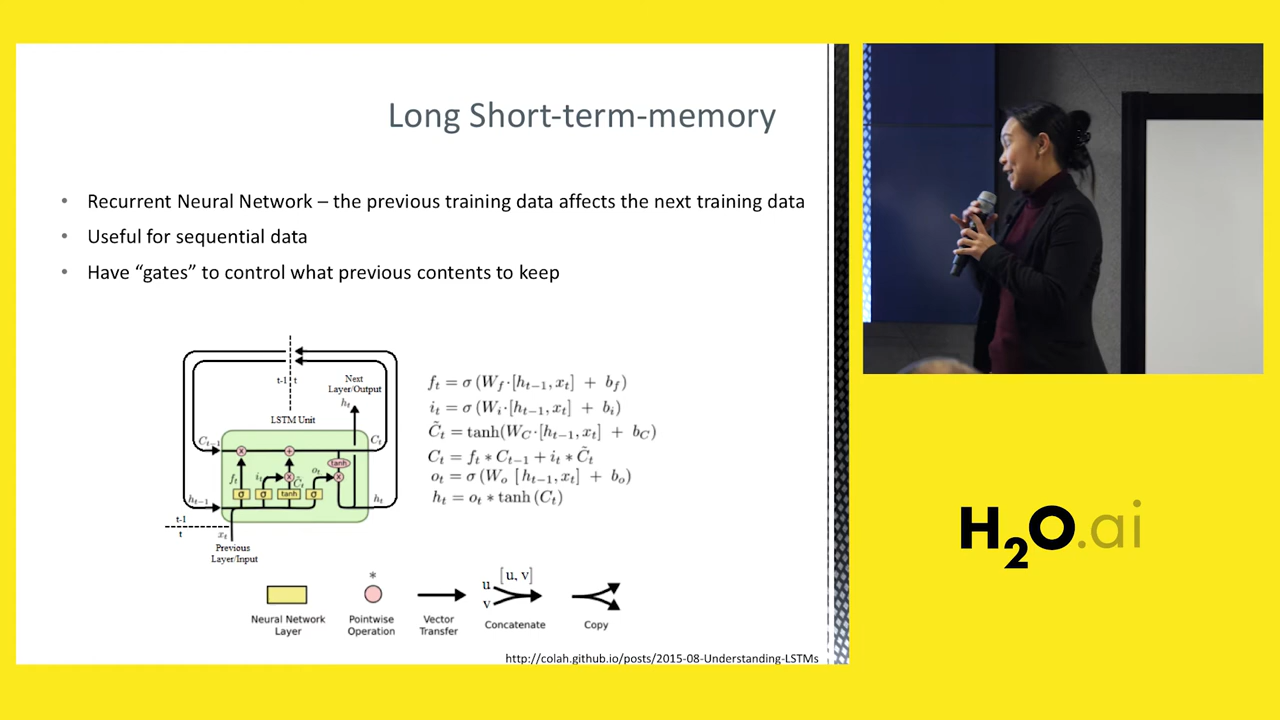 Long Short-term-memory
• Recurrent Neural Network – the previous training data affects the next training data
• Useful for sequential data
• Have “gates” to control what previous contents to keep
t-1 t
Next
Layer/Output
h_t
LSTM Unit
C_{t-1}
C_t
tanh
f_t
i_t
C̃_t
o_t
σ
σ
tanh
σ
h_{t-1}
h_t
t-1
t
x_t
Previous
Layer/Input
f_t = σ (W_f·[h_{t−1}, x_t] + b_f)
i_t = σ (W_i·[h_{t−1}, x_t] + b_i)
C̃_t = tanh(W_C·[h_{t−1}, x_t] + b_C)
C_t = f_t * C_{t−1} + i_t * C̃_t
o_t = σ (W_o [h_{t−1}, x_t] + b_o)
h_t = o_t * tanh (C_t)
*
u
v
[u, v]
Neural Network
Layer
Pointwise
Operation
Vector
Transfer
Concatenate
Copy
http://colah.github.io/posts/2015-08-Understanding-LSTMs
H2O.ai